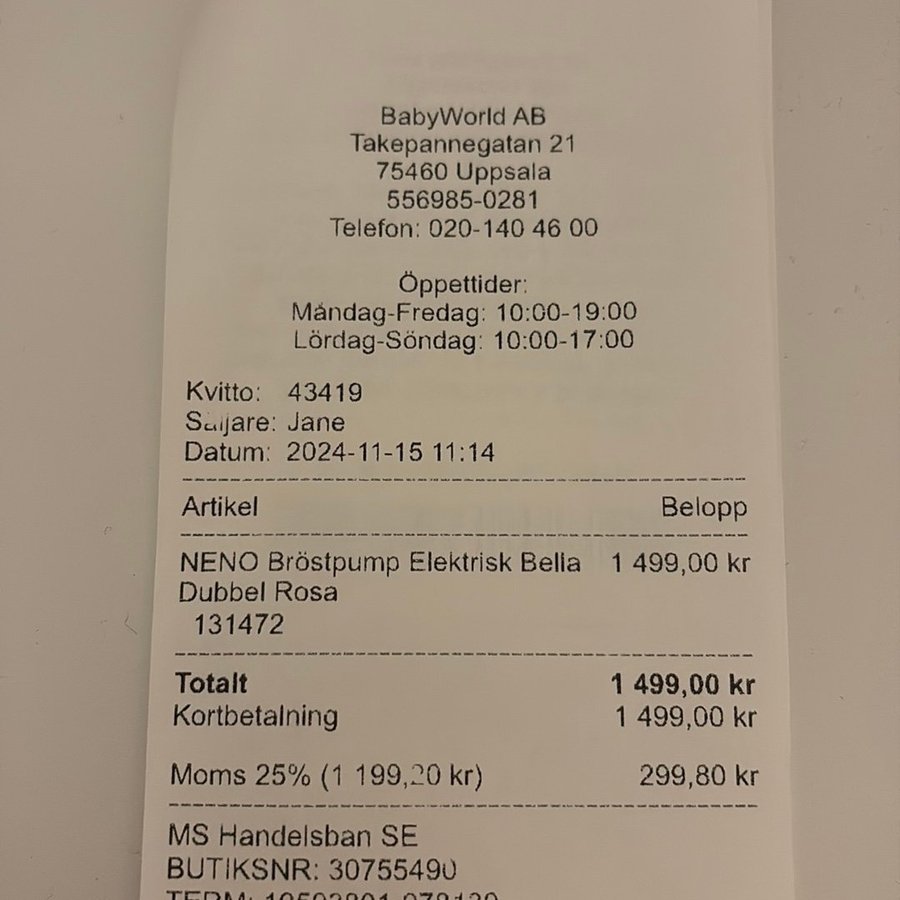 BabyWorld AB
Takepannegatan 21
75460 Uppsala
556985-0281
Telefon: 020-140 46 00
Öppettider:
Måndag-Fredag: 10:00-19:00
Lördag-Söndag: 10:00-17:00
Kvitto: 43419
Säljare: Jane
Datum: 2024-11-15 11:14
Artikel Belopp
NENO Bröstpump Elektrisk Bella 1 499,00 kr
Dubbel Rosa
131472
Totalt 1 499,00 kr
Kortbetalning 1 499,00 kr
Moms 25% (1 199,20 kr) 299,80 kr
MS Handelsban SE
BUTIKSNR: 30755490
TERM: